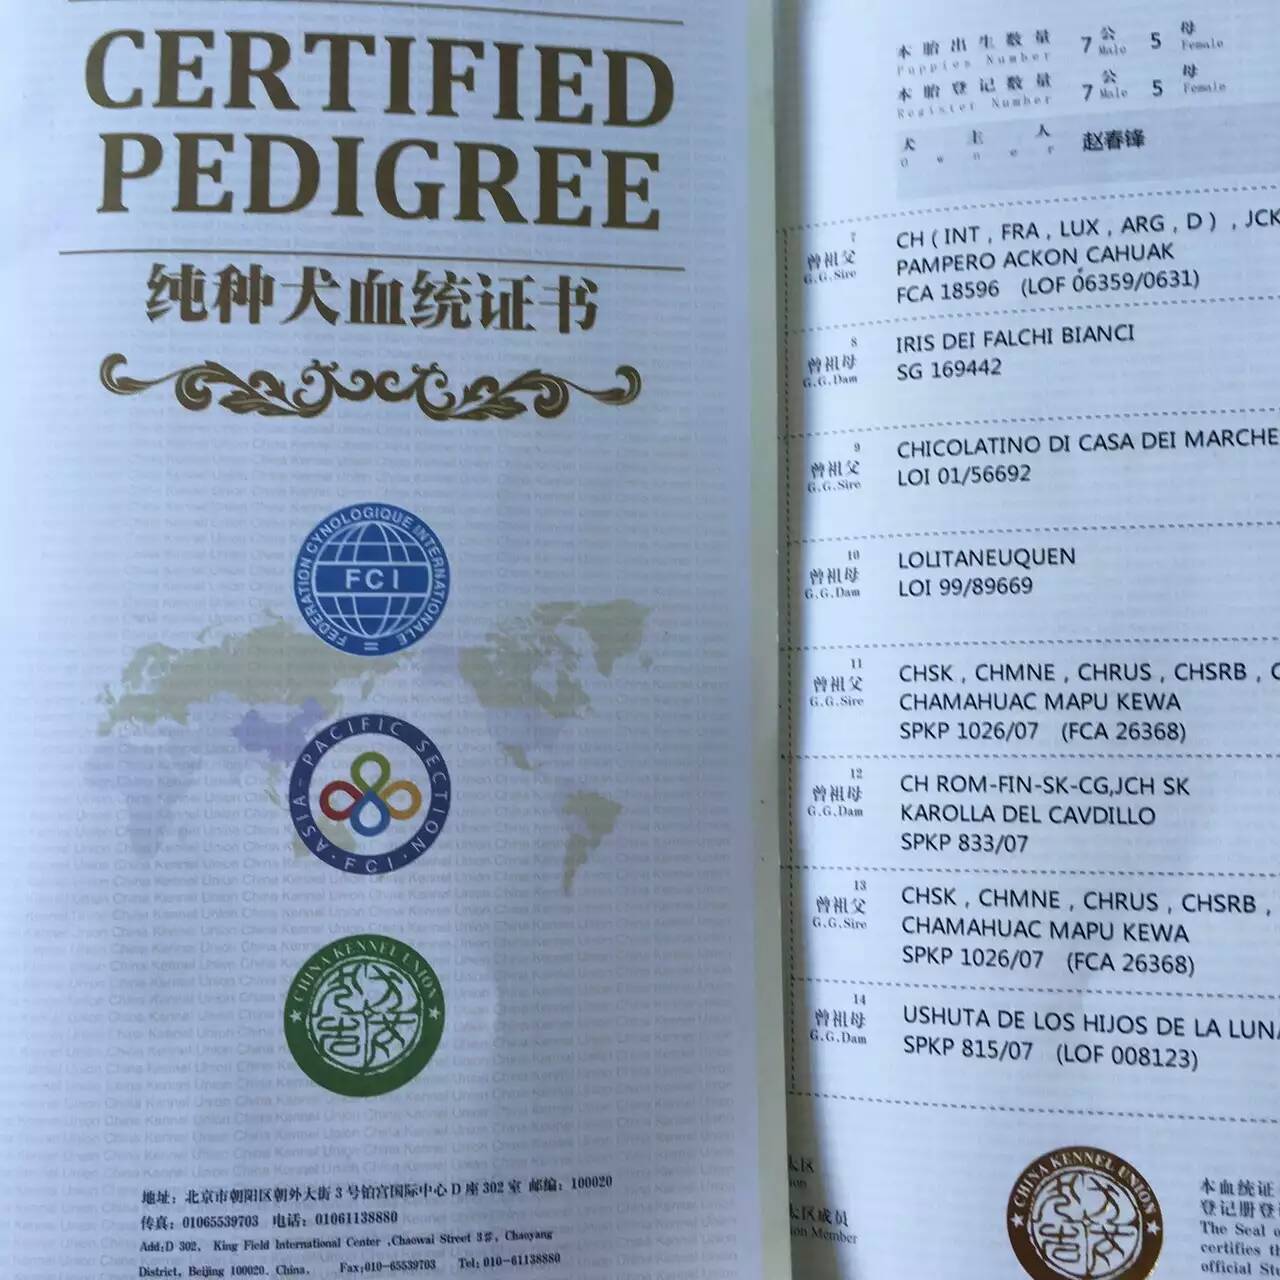 CERTIFIED
PEDIGREE
纯种犬血统证书
FEDERATION CYNOLOGIQUE INTERNATIONALE
FCI
ASIA-PACIFIC SECTION
·FCI·
CHINA KENNEL UNION
地址：北京市朝阳区朝外大街3号铂宫国际中心D座302室 邮编：100020
传真：01065539703 电话：01061138880
Add:D 302, King Field International Center ,Chaowai Street 3#, Chaoyang
District, Beijing 100020. China. Fax:010-65539703 Tel: 010-61138880
本胎出生数量 7 公 5 母
Puppies Number Male Female
本胎登记数量 7 公 5 母
Register Number Male Female
犬主人 赵春锋
Owner
7
曾祖父
G.G.Sire
CH ( INT , FRA , LUX , ARG , D ) , JCK
PAMPERO ACKON CAHUAK
FCA 18596 (LOF 06359/0631)
8
曾祖母
G.G.Dam
IRIS DEI FALCHI BIANCI
SG 169442
9
曾祖父
G.G.Sire
CHICOLATINO DI CASA DEI MARCHE
LOI 01/56692
10
曾祖母
G.G.Dam
LOLITANEUQUEN
LOI 99/89669
11
曾祖父
G.G.Sire
CHSK , CHMNE , CHRUS , CHSRB , C
CHAMAHUAC MAPU KEWA
SPKP 1026/07 (FCA 26368)
12
曾祖母
G.G.Dam
CH ROM-FIN-SK-CG,JCH SK
KAROLLA DEL CAVDILLO
SPKP 833/07
13
曾祖父
G.G.Sire
CHSK , CHMNE , CHRUS , CHSRB ,
CHAMAHUAC MAPU KEWA
SPKP 1026/07 (FCA 26368)
14
曾祖母
G.G.Dam
USHUTA DE LOS HIJOS DE LA LUNA
SPKP 815/07 (LOF 008123)
区
成员
Member
CHINA KENNEL UNION
本血统证
登记册登
The Seal o
certifies th
official St